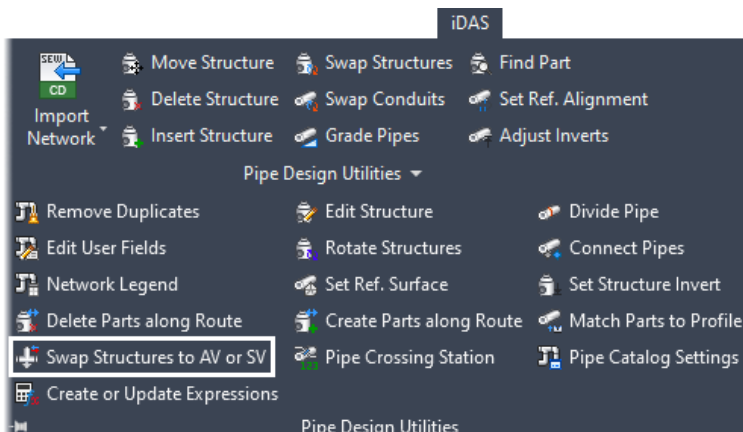 iDAS
SEW
CD
Import
Network
Move Structure
Swap Structures
Find Part
Delete Structure
Swap Conduits
Set Ref. Alignment
Insert Structure
Grade Pipes
Adjust Inverts
Pipe Design Utilities
Remove Duplicates
Edit Structure
Divide Pipe
Edit User Fields
Rotate Structures
Connect Pipes
Network Legend
Set Ref. Surface
Set Structure Invert
Delete Parts along Route
Create Parts along Route
Match Parts to Profile
Swap Structures to AV or SV
123
Pipe Crossing Station
Pipe Catalog Settings
Create or Update Expressions
Pipe Design Utilities